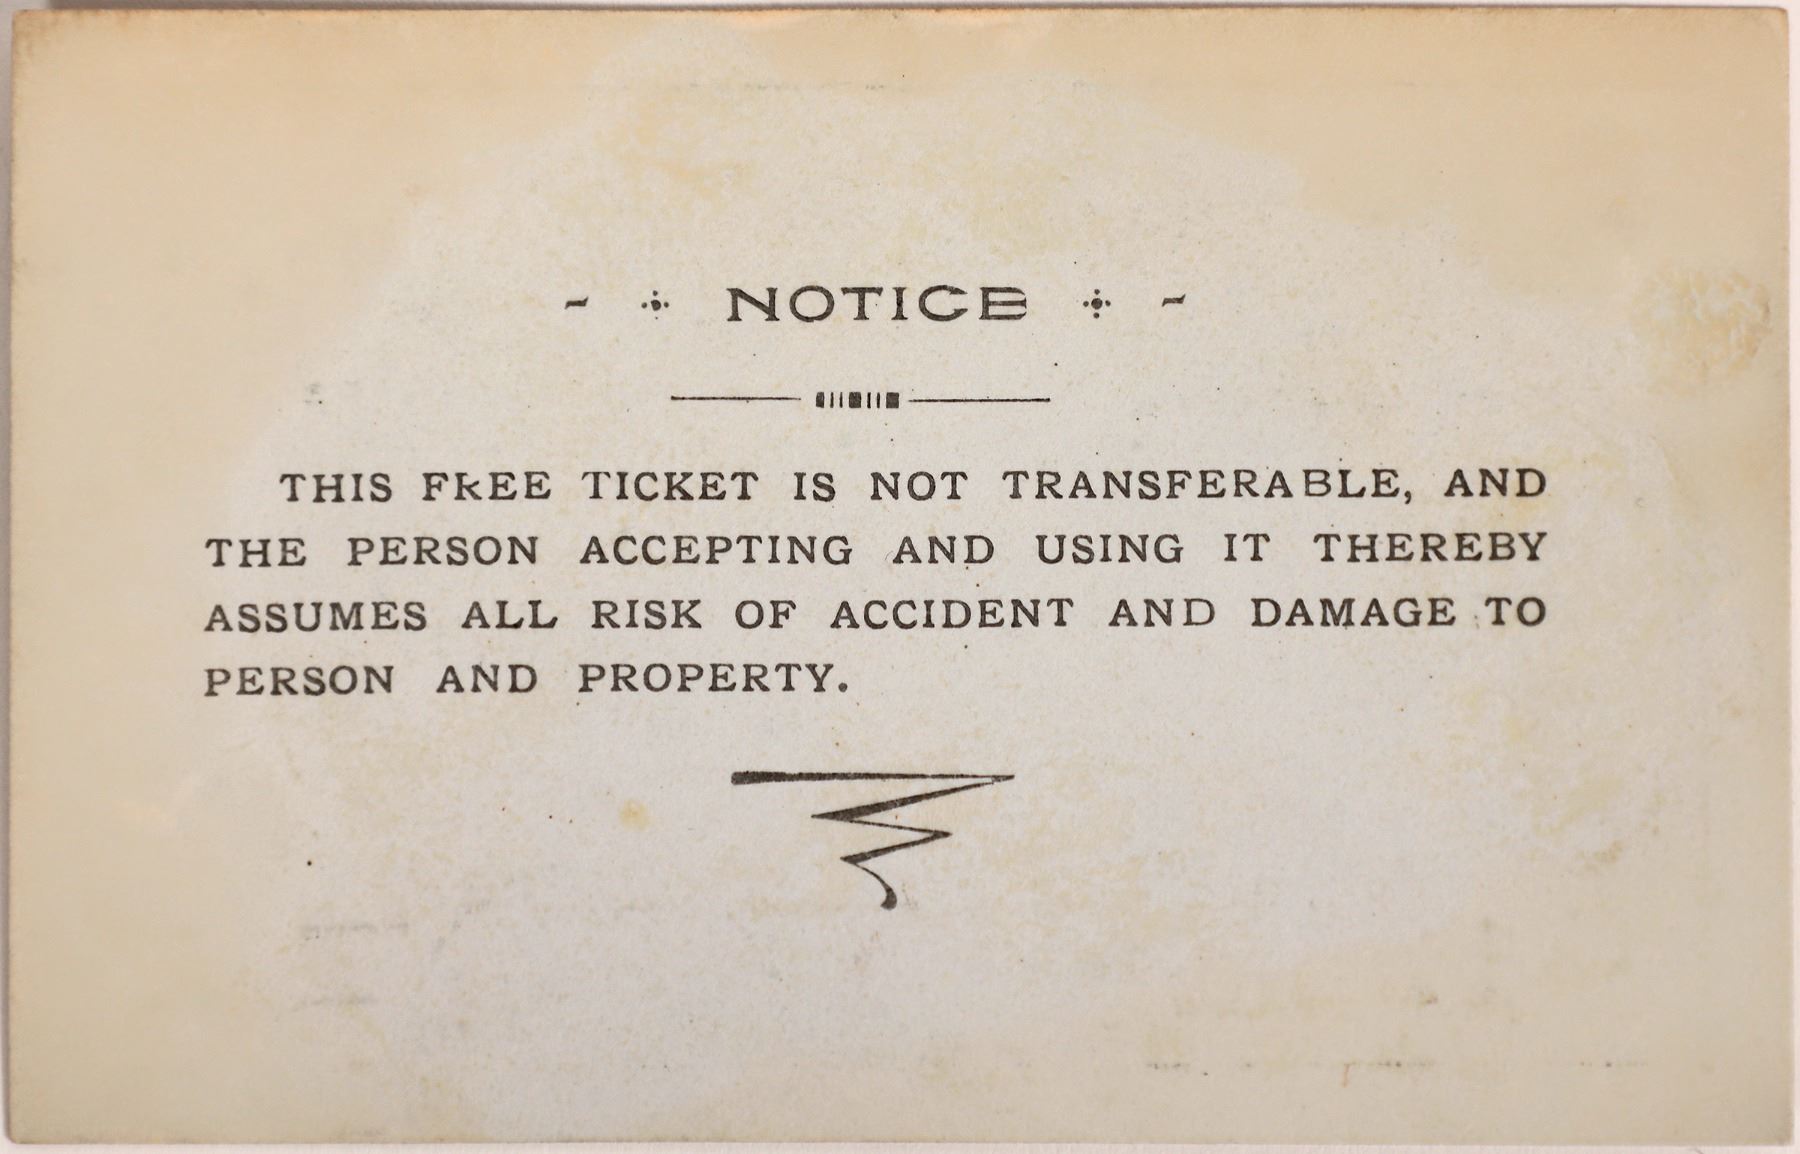 NOTICE
THIS FREE TICKET IS NOT TRANSFERABLE, AND
THE PERSON ACCEPTING AND USING IT THEREBY
ASSUMES ALL RISK OF ACCIDENT AND DAMAGE TO
PERSON AND PROPERTY.